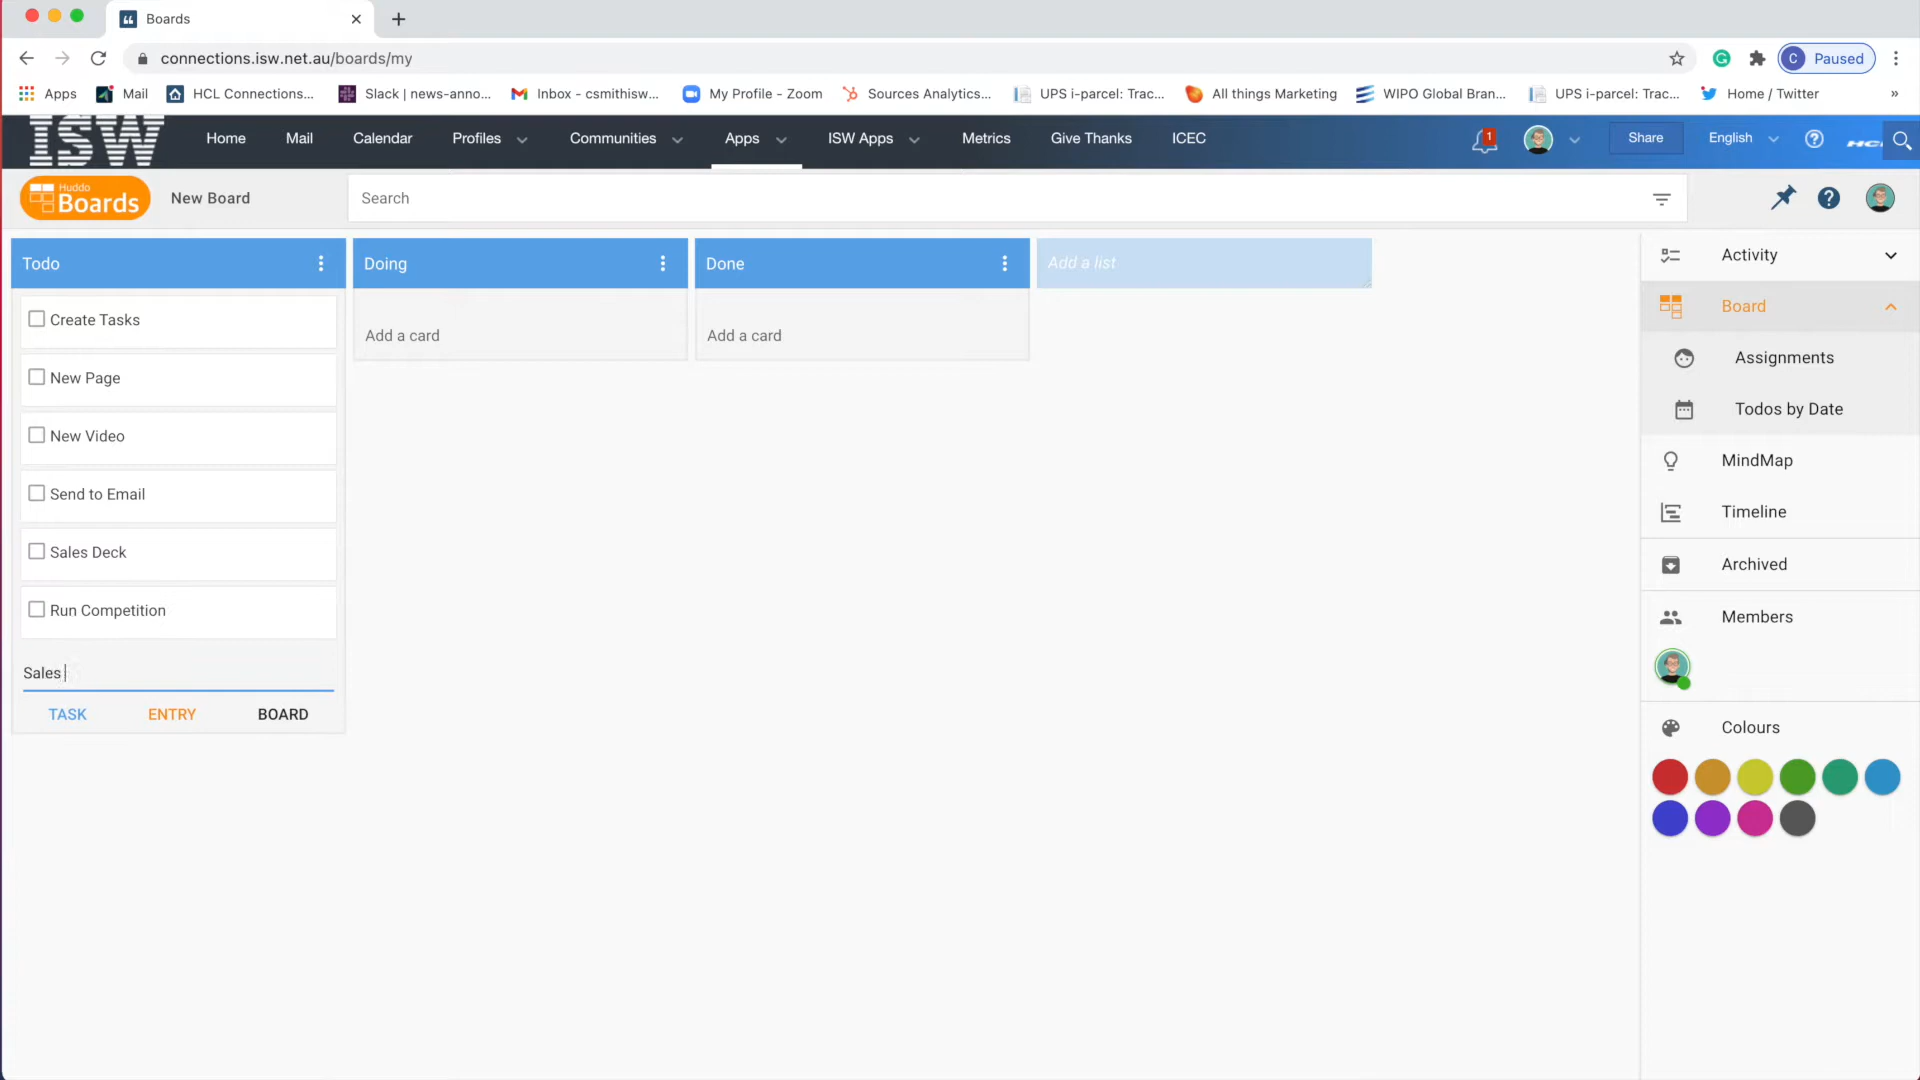 Boards
connections.isw.net.au/boards/my
Paused
C
Apps
Mail
HCL Connections...
Slack | news-anno...
Inbox - csmithisw...
My Profile - Zoom
Sources Analytics...
UPS i-parcel: Trac...
All things Marketing
WIPO Global Bran...
UPS i-parcel: Trac...
Home / Twitter
»
ISW
Home
Mail
Calendar
Profiles
Communities
Apps
ISW Apps
Metrics
Give Thanks
ICEC
1
Share
English
HCL
Huddo
Boards
New Board
Search
Todo
Doing
Done
Add a list
Create Tasks
New Page
New Video
Send to Email
Sales Deck
Run Competition
Sales
TASK
ENTRY
BOARD
Add a card
Add a card
Activity
Board
Assignments
Todos by Date
MindMap
Timeline
Archived
Members
Colours